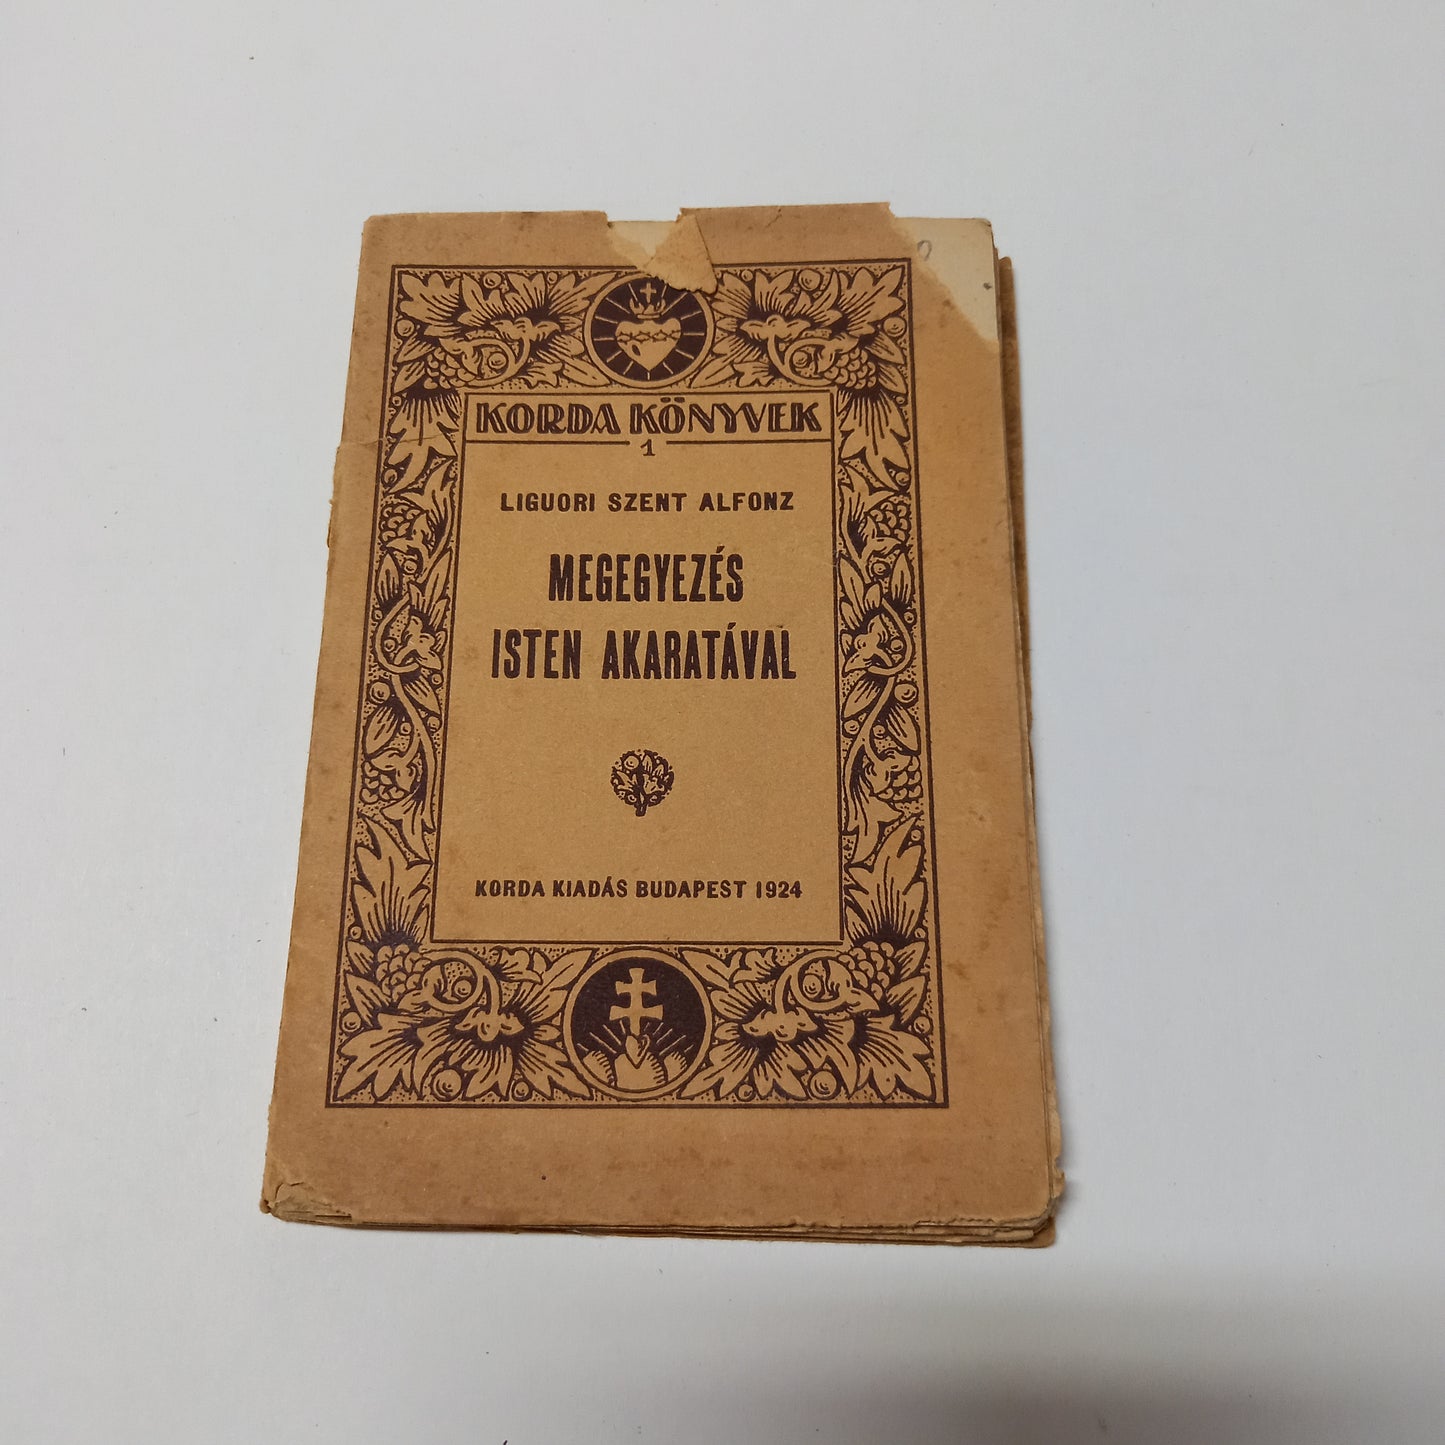 KORDA KÖNYVEK
1
LIGUORI SZENT ALFONZ
MEGEGYEZÉS
ISTEN AKARATÁVAL
KORDA KIADÁS BUDAPEST 1924